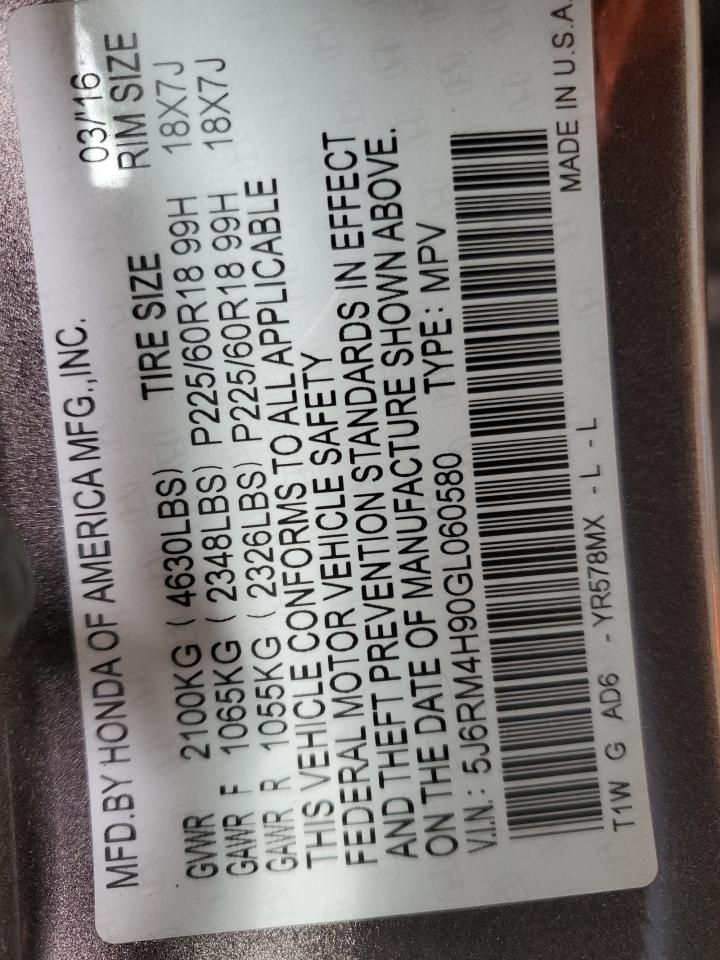 MFD.BY HONDA OF AMERICA MFG.,INC. 03/'16
TIRE SIZE RIM SIZE
GVWR 2100KG ( 4630LBS)
GAWR F 1065KG ( 2348LBS) P225/60R18 99H 18X7J
GAWR R 1055KG ( 2326LBS) P225/60R18 99H 18X7J
THIS VEHICLE CONFORMS TO ALL APPLICABLE
FEDERAL MOTOR VEHICLE SAFETY
AND THEFT PREVENTION STANDARDS IN EFFECT
ON THE DATE OF MANUFACTURE SHOWN ABOVE.
V.I.N.: 5J6RM4H90GL060580 TYPE: MPV
T1W G AD6 - YR578MX - L - L
MADE IN U.S.A.